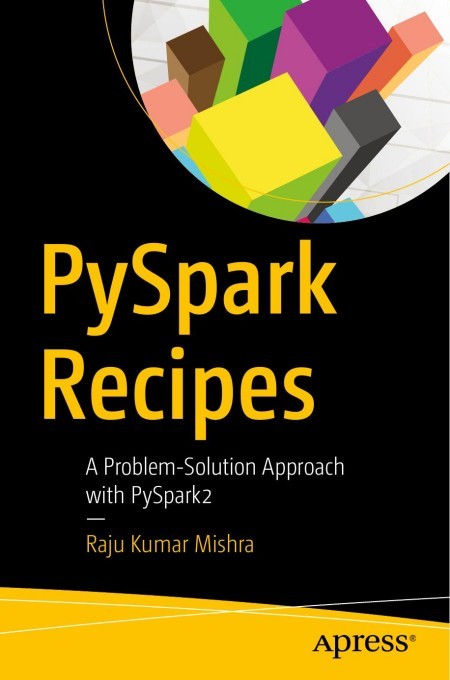 PySpark
Recipes
A Problem-Solution Approach
with PySpark2
—
Raju Kumar Mishra
Apress®